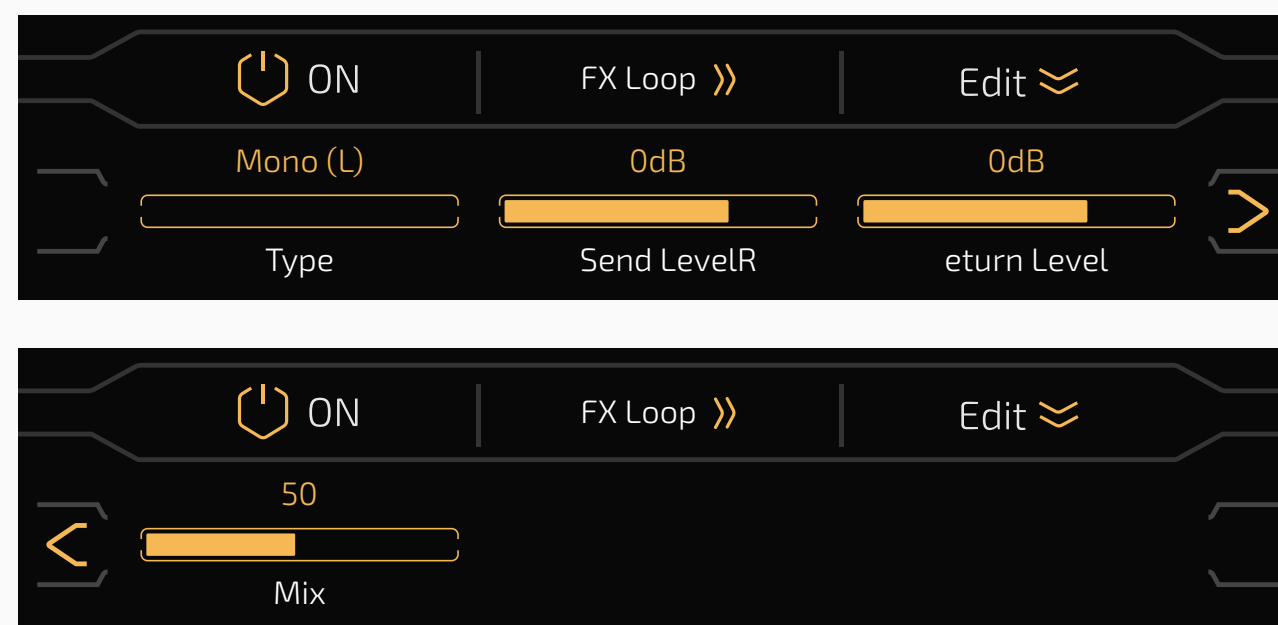 ON FX Loop Edit
Mono (L) 0dB 0dB
Type Send LevelR eturn Level
ON FX Loop Edit
50
Mix